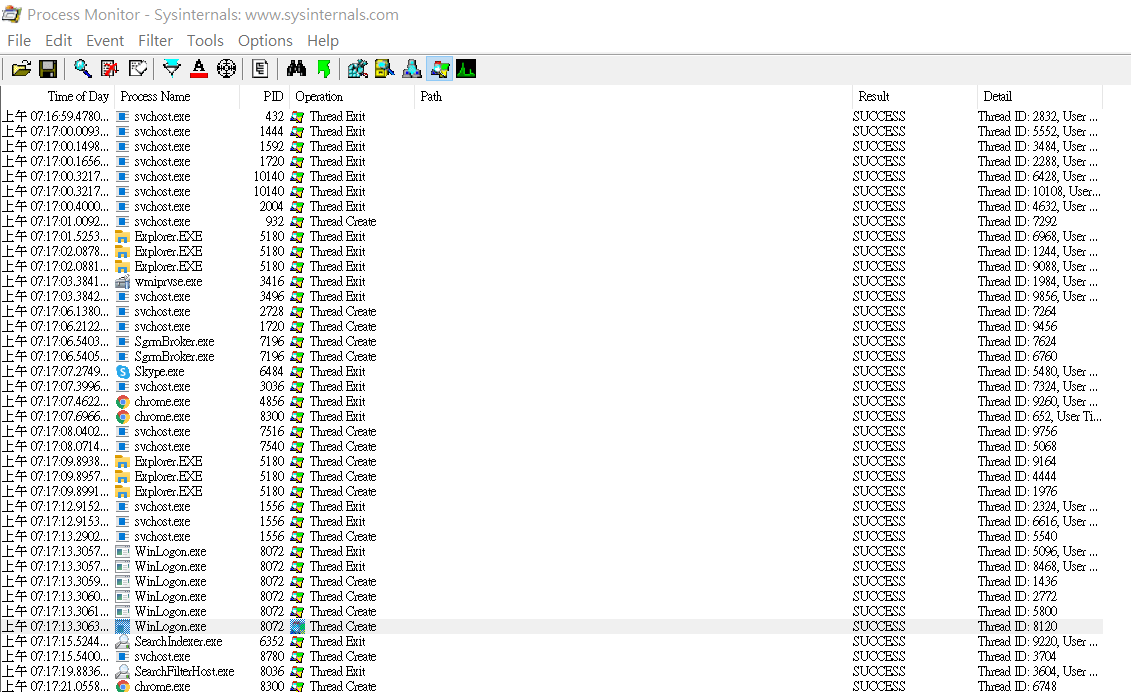 Process Monitor - Sysinternals: www.sysinternals.com
File Edit Event Filter Tools Options Help
Time of Day Process Name PID Operation Path Result Detail
上午 07:16:59.4780... svchost.exe 432 Thread Exit SUCCESS Thread ID: 2832, User ...
上午 07:17:00.0093... svchost.exe 1444 Thread Exit SUCCESS Thread ID: 5552, User ...
上午 07:17:00.1498... svchost.exe 1592 Thread Exit SUCCESS Thread ID: 3484, User ...
上午 07:17:00.1656... svchost.exe 1720 Thread Exit SUCCESS Thread ID: 2288, User ...
上午 07:17:00.3217... svchost.exe 10140 Thread Exit SUCCESS Thread ID: 6428, User ...
上午 07:17:00.3217... svchost.exe 10140 Thread Exit SUCCESS Thread ID: 10108, User...
上午 07:17:00.4000... svchost.exe 2004 Thread Exit SUCCESS Thread ID: 4632, User ...
上午 07:17:01.0092... svchost.exe 932 Thread Create SUCCESS Thread ID: 7292
上午 07:17:01.5253... Explorer.EXE 5180 Thread Exit SUCCESS Thread ID: 6968, User ...
上午 07:17:02.0878... Explorer.EXE 5180 Thread Exit SUCCESS Thread ID: 1244, User ...
上午 07:17:02.0881... Explorer.EXE 5180 Thread Exit SUCCESS Thread ID: 9088, User ...
上午 07:17:03.3841... wmiprvse.exe 3416 Thread Exit SUCCESS Thread ID: 1984, User ...
上午 07:17:03.3842... svchost.exe 3496 Thread Exit SUCCESS Thread ID: 9856, User ...
上午 07:17:06.1380... svchost.exe 2728 Thread Create SUCCESS Thread ID: 7264
上午 07:17:06.2122... svchost.exe 1720 Thread Create SUCCESS Thread ID: 9456
上午 07:17:06.5403... SgrmBroker.exe 7196 Thread Create SUCCESS Thread ID: 7624
上午 07:17:06.5405... SgrmBroker.exe 7196 Thread Create SUCCESS Thread ID: 6760
上午 07:17:07.2749... Skype.exe 6484 Thread Exit SUCCESS Thread ID: 5480, User ...
上午 07:17:07.3996... svchost.exe 3036 Thread Exit SUCCESS Thread ID: 7324, User ...
上午 07:17:07.4622... chrome.exe 4856 Thread Exit SUCCESS Thread ID: 9260, User ...
上午 07:17:07.6966... chrome.exe 8300 Thread Exit SUCCESS Thread ID: 652, User Ti...
上午 07:17:08.0402... svchost.exe 7516 Thread Create SUCCESS Thread ID: 9756
上午 07:17:08.0714... svchost.exe 7540 Thread Create SUCCESS Thread ID: 5068
上午 07:17:09.8938... Explorer.EXE 5180 Thread Create SUCCESS Thread ID: 9164
上午 07:17:09.8957... Explorer.EXE 5180 Thread Create SUCCESS Thread ID: 4444
上午 07:17:09.8991... Explorer.EXE 5180 Thread Create SUCCESS Thread ID: 1976
上午 07:17:12.9152... svchost.exe 1556 Thread Exit SUCCESS Thread ID: 2324, User ...
上午 07:17:12.9153... svchost.exe 1556 Thread Exit SUCCESS Thread ID: 6616, User ...
上午 07:17:13.2902... svchost.exe 1556 Thread Create SUCCESS Thread ID: 5540
上午 07:17:13.3057... WinLogon.exe 8072 Thread Exit SUCCESS Thread ID: 5096, User ...
上午 07:17:13.3057... WinLogon.exe 8072 Thread Exit SUCCESS Thread ID: 8468, User ...
上午 07:17:13.3059... WinLogon.exe 8072 Thread Create SUCCESS Thread ID: 1436
上午 07:17:13.3060... WinLogon.exe 8072 Thread Create SUCCESS Thread ID: 2772
上午 07:17:13.3061... WinLogon.exe 8072 Thread Create SUCCESS Thread ID: 5800
上午 07:17:13.3063... WinLogon.exe 8072 Thread Create SUCCESS Thread ID: 8120
上午 07:17:15.5244... SearchIndexer.exe 6352 Thread Exit SUCCESS Thread ID: 9220, User ...
上午 07:17:15.5400... svchost.exe 8780 Thread Create SUCCESS Thread ID: 3704
上午 07:17:19.8836... SearchFilterHost.exe 8036 Thread Exit SUCCESS Thread ID: 3604, User ...
上午 07:17:21.0558... chrome.exe 8300 Thread Create SUCCESS Thread ID: 6748